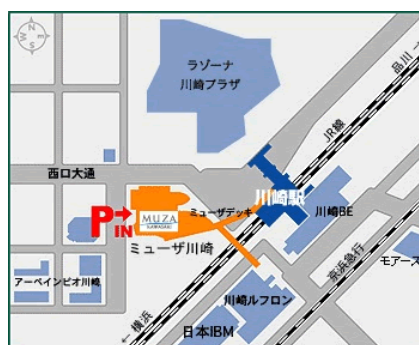 N
W
E
S
ラゾーナ
川崎プラザ
品川→
JR線
西口大通
川崎駅
P→
IN
MUZA
KAWASAKI
ミューザデッキ
川崎BE
ミューザ川崎
京浜急行
モアーズ
アーベインビオ川崎
川崎ルフロン
←横浜
日本IBM